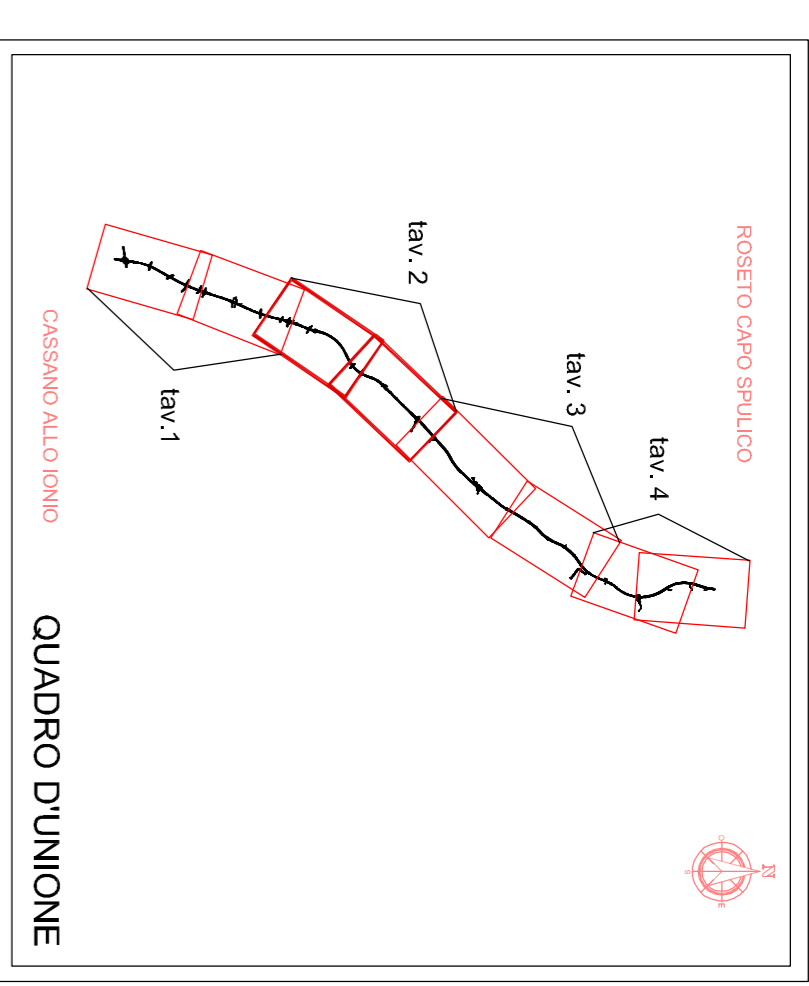 ROSETO CAPO SPULICO
tav. 4
tav. 3
tav. 2
tav.1
CASSANO ALLO IONIO
N
O
E
S
QUADRO D'UNIONE